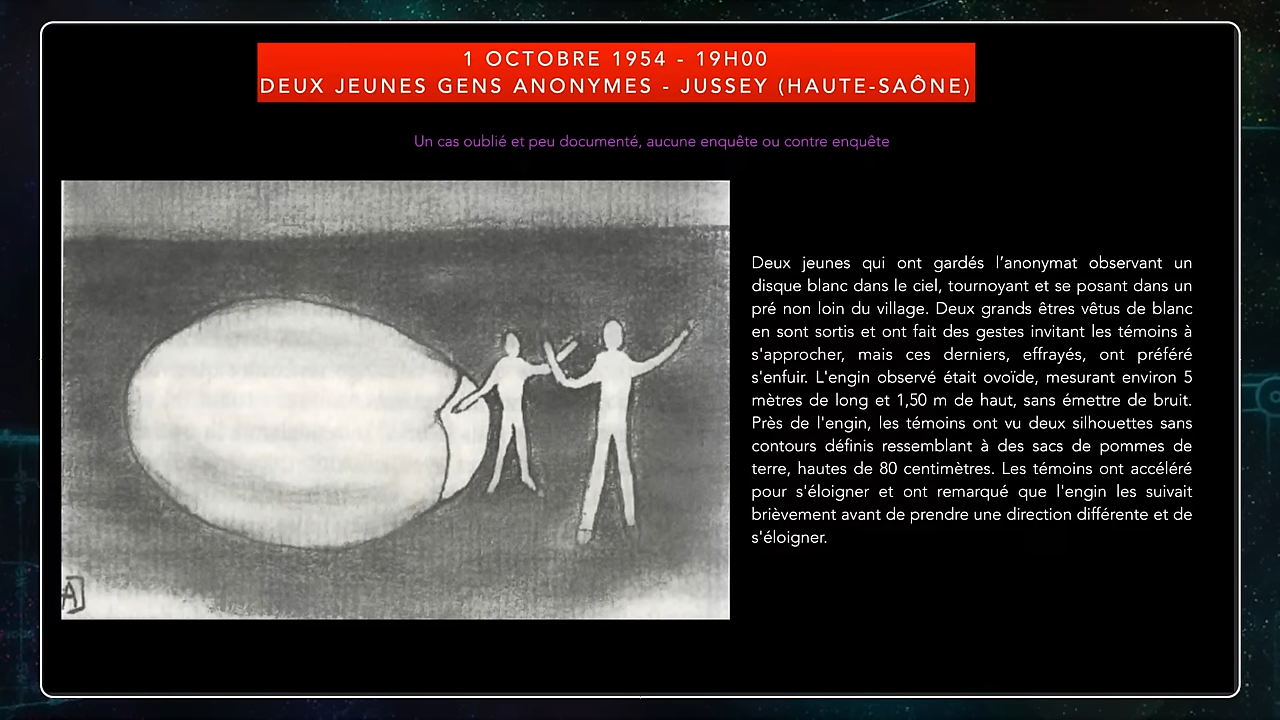 1 OCTOBRE 1954 - 19H00
DEUX JEUNES GENS ANONYMES - JUSSEY (HAUTE-SAÔNE)
Un cas oublié et peu documenté, aucune enquête ou contre enquête
Deux jeunes qui ont gardés l’anonymat observant un
disque blanc dans le ciel, tournoyant et se posant dans un
pré non loin du village. Deux grands êtres vêtus de blanc
en sont sortis et ont fait des gestes invitant les témoins à
s'approcher, mais ces derniers, effrayés, ont préféré
s'enfuir. L'engin observé était ovoïde, mesurant environ 5
mètres de long et 1,50 m de haut, sans émettre de bruit.
Près de l'engin, les témoins ont vu deux silhouettes sans
contours définis ressemblant à des sacs de pommes de
terre, hautes de 80 centimètres. Les témoins ont accéléré
pour s'éloigner et ont remarqué que l'engin les suivait
brièvement avant de prendre une direction différente et de
s'éloigner.